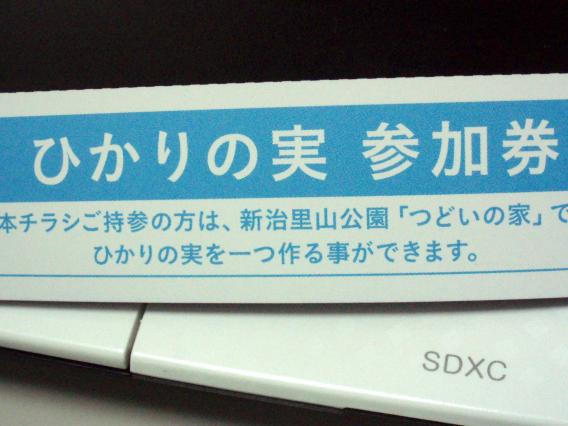 ひかりの実 参加券
本チラシご持参の方は、新治里山公園「つどいの家」で
ひかりの実を一つ作る事ができます。
SDXC